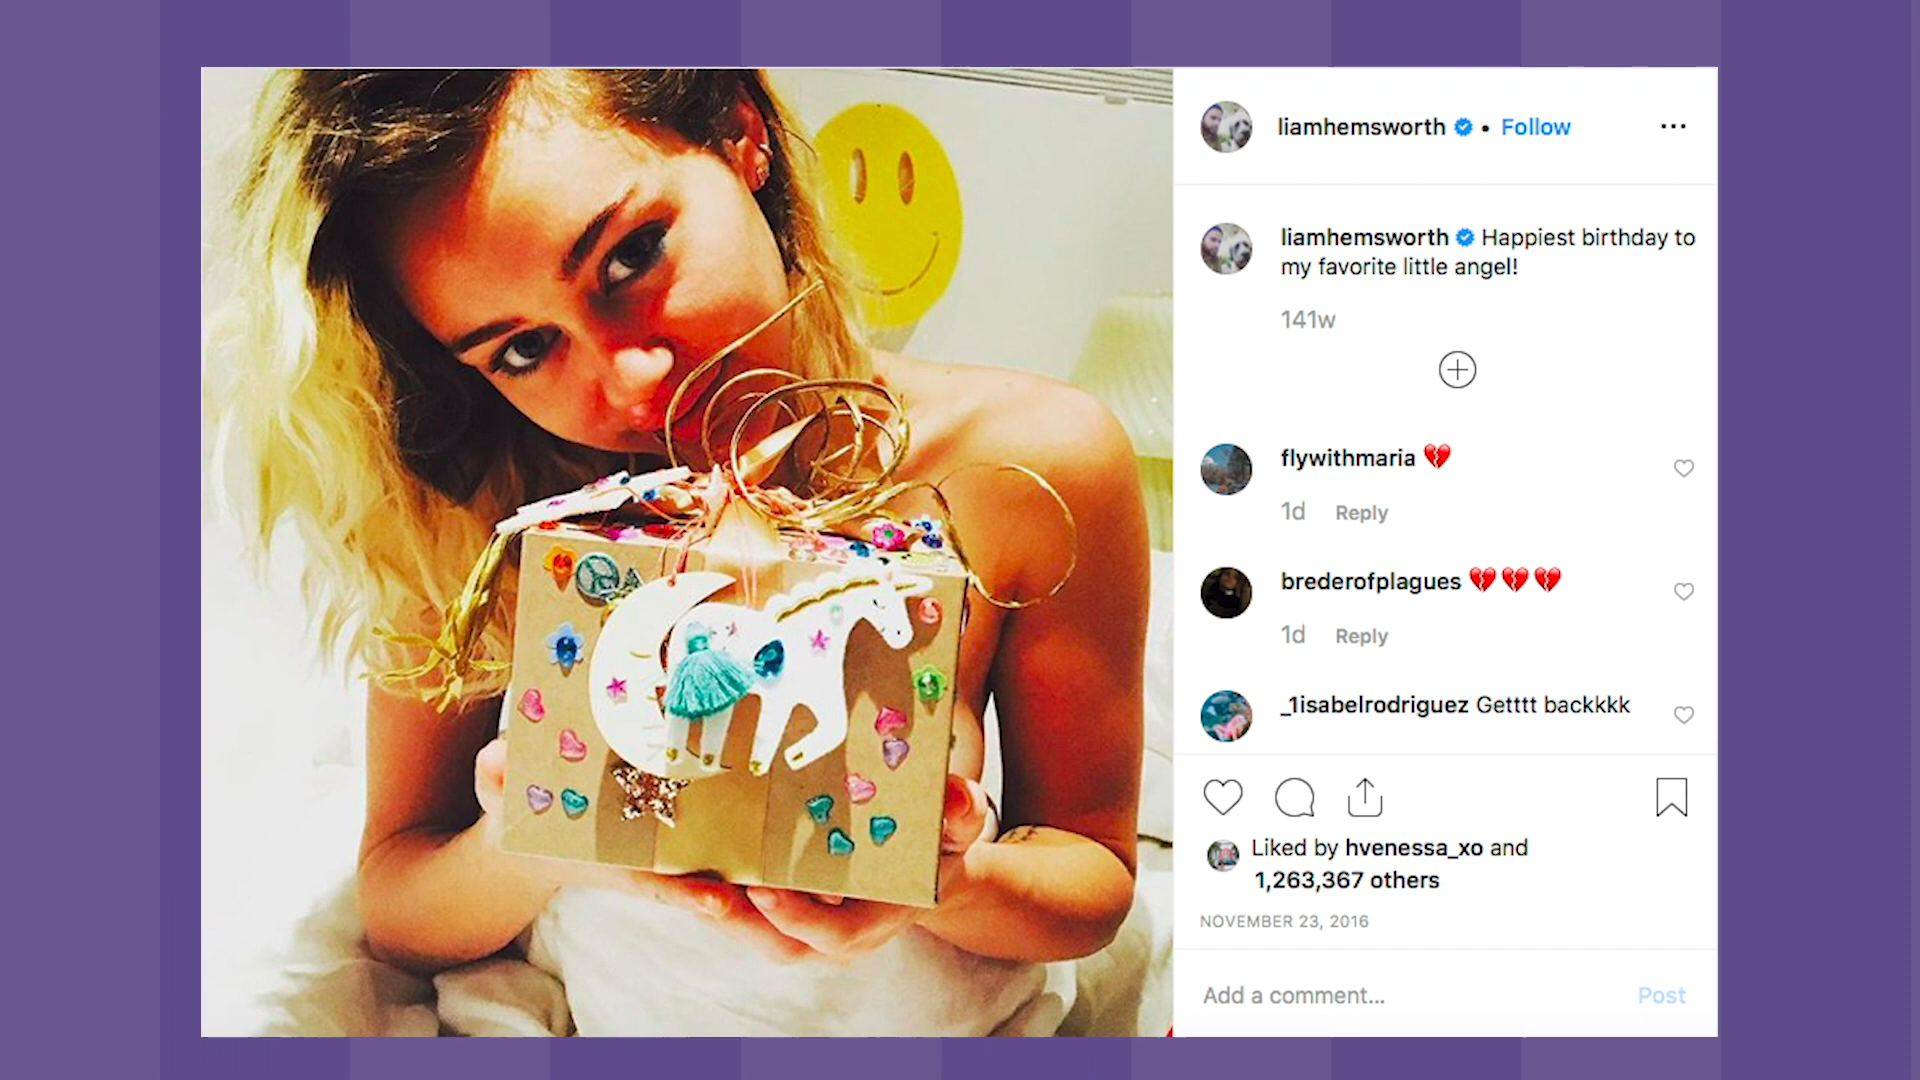 liamhemsworth • Follow
liamhemsworth Happiest birthday to
my favorite little angel!
141w
flywithmaria 💔
1d Reply
brederofplagues 💔💔💔
1d Reply
_1isabelrodriguez Getttt backkkk
Liked by hvenessa_xo and
1,263,367 others
NOVEMBER 23, 2016
Add a comment... Post